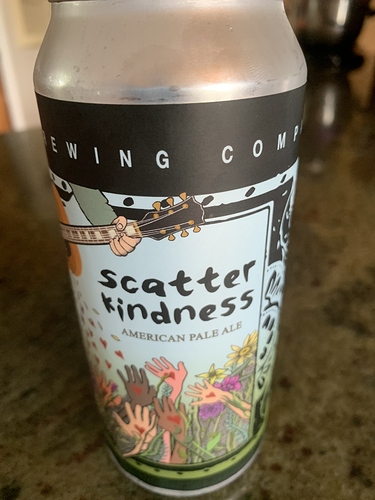 EWING COMP
scatter
kindness
AMERICAN PALE ALE